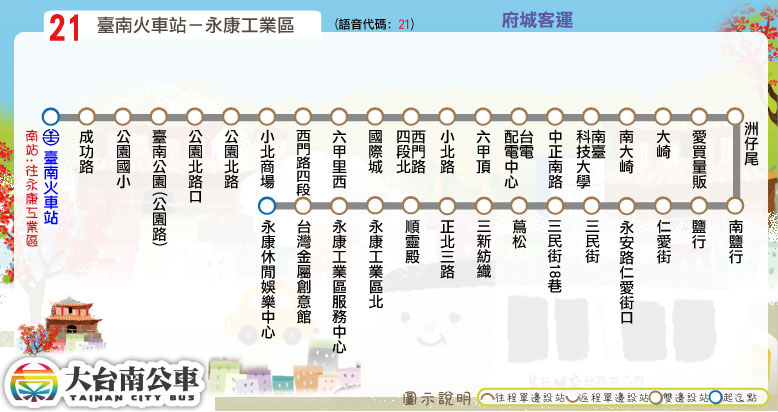 21 臺南火車站－永康工業區 （語音代碼：21） 府城客運
臺南火車站
南站:往永康工業區
成功路
公園國小
臺南公園(公園路)
公園北路口
公園北路
小北商場
西門路四段
六甲里西
國際城
西門路四段北
小北路
六甲頂
台電配電中心
中正南路
南臺科技大學
南大崎
大崎
愛買量販
洲仔尾
南鹽行
鹽行
仁愛街
永安路仁愛街口
三民街
三民街18巷
蔦松
三新紡織
正北三路
順靈殿
永康工業區北
永康工業區服務中心
台灣金屬創意館
永康休閒娛樂中心
大台南公車
TAINAN CITY BUS
圖示說明 往程單邊設站 返程單邊設站 雙邊設站 起迄點